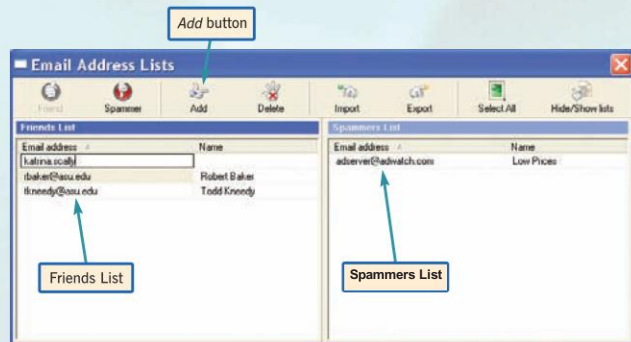 Add button
Email Address Lists
Friend Spammer Add Delete Import Export Select All Hide/Show lists
Friends List
Email address Name
katrina.scally
rbaker@asu.edu Robert Baker
tkneedy@asu.edu Todd Kneedy
Friends List
Spammers List
Email address Name
adserver@adwatch.com Low Prices
Spammers List